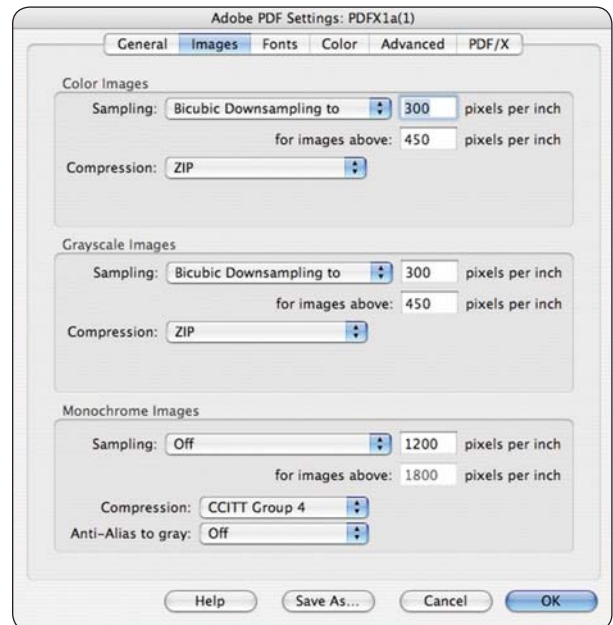 Adobe PDF Settings: PDFX1a(1)
General Images Fonts Color Advanced PDF/X
Color Images
Sampling: Bicubic Downsampling to 300 pixels per inch
for images above: 450 pixels per inch
Compression: ZIP
Grayscale Images
Sampling: Bicubic Downsampling to 300 pixels per inch
for images above: 450 pixels per inch
Compression: ZIP
Monochrome Images
Sampling: Off 1200 pixels per inch
for images above: 1800 pixels per inch
Compression: CCITT Group 4
Anti-Alias to gray: Off
Help Save As... Cancel OK